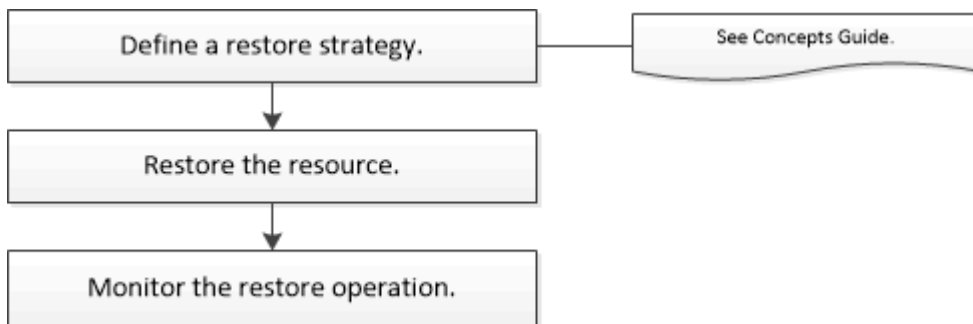 Define a restore strategy.
See Concepts Guide.
Restore the resource.
Monitor the restore operation.